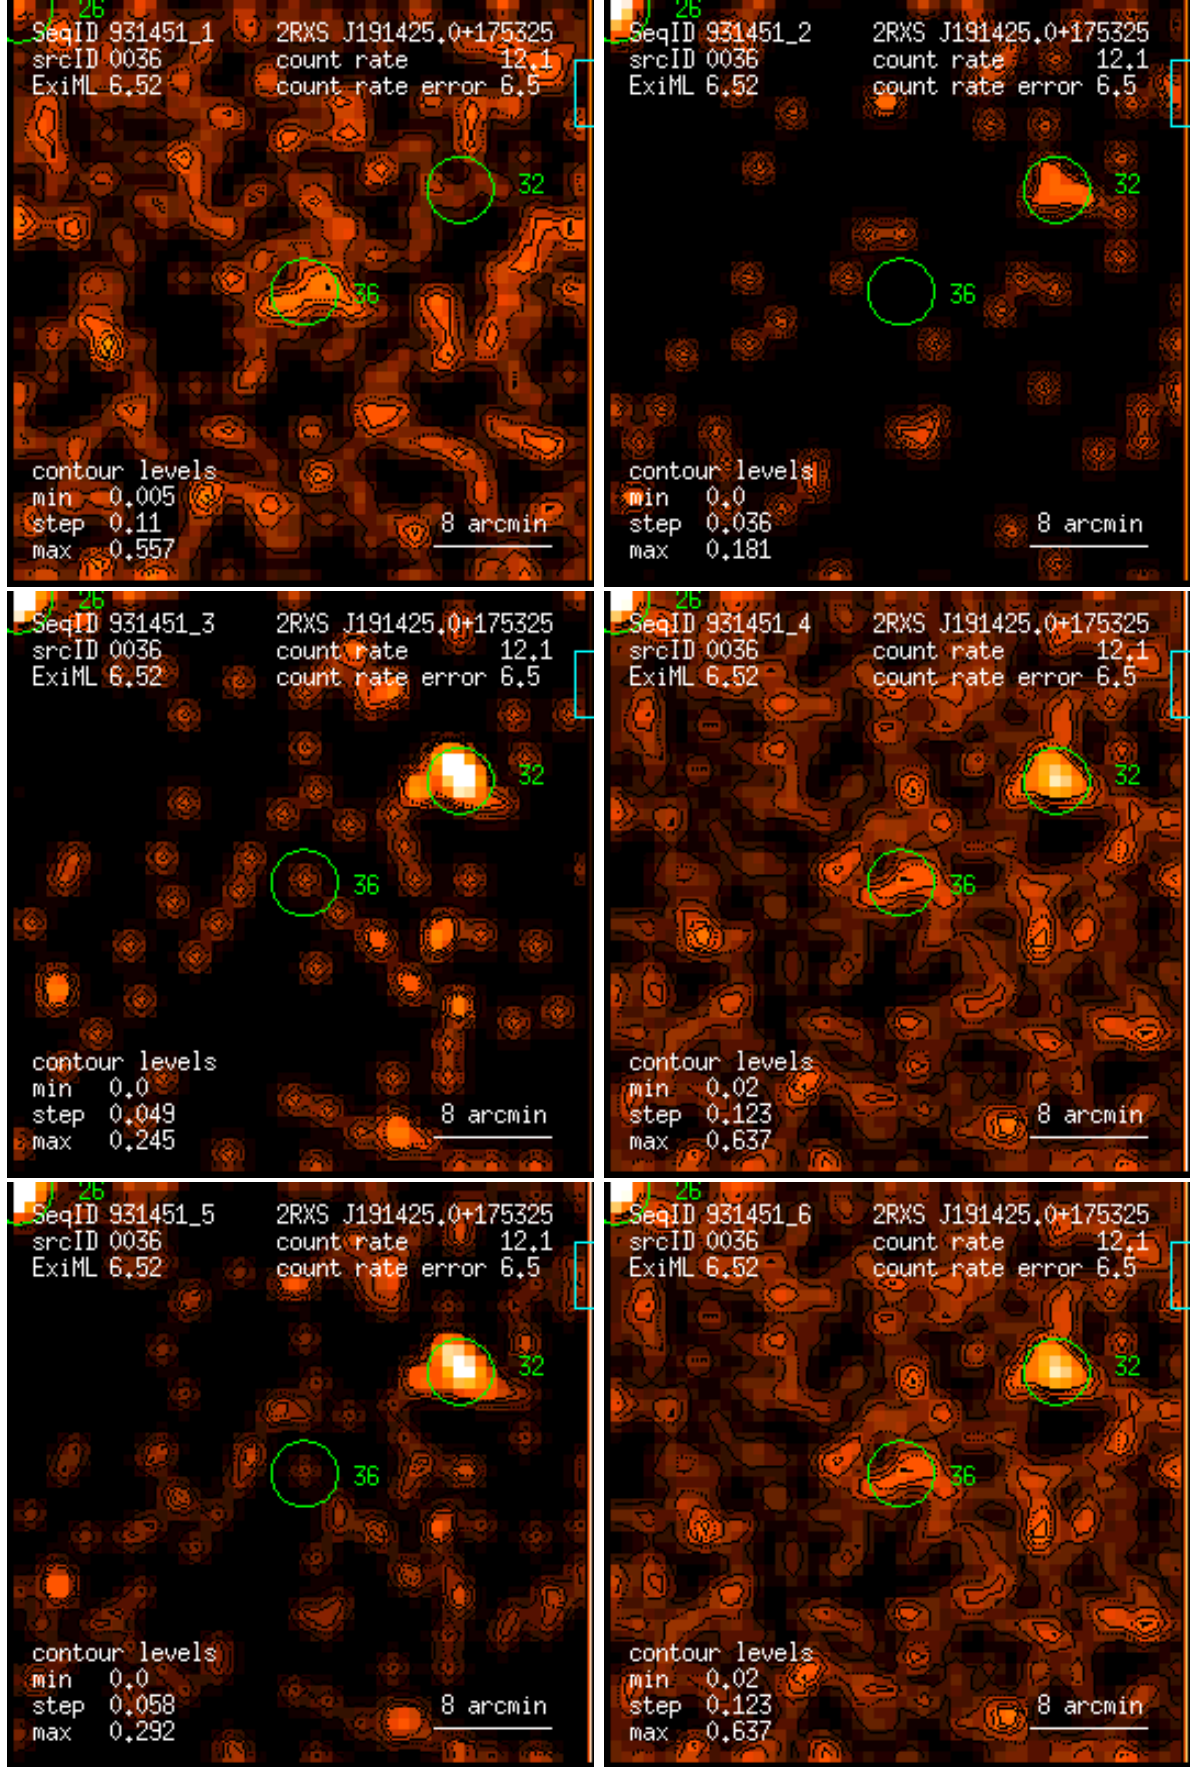 26
SeqID 931451_1 2RXS J191425.0+175325
srcID 0036 count rate 12.1
ExiML 6.52 count rate error 6.5
32
36
contour levels
min 0.005
step 0.11 8 arcmin
max 0.557
26
SeqID 931451_2 2RXS J191425.0+175325
srcID 0036 count rate 12.1
ExiML 6.52 count rate error 6.5
32
36
contour levels
min 0.0
step 0.036 8 arcmin
max 0.181
26
SeqID 931451_3 2RXS J191425.0+175325
srcID 0036 count rate 12.1
ExiML 6.52 count rate error 6.5
32
36
contour levels
min 0.0
step 0.049 8 arcmin
max 0.245
26
SeqID 931451_4 2RXS J191425.0+175325
srcID 0036 count rate 12.1
ExiML 6.52 count rate error 6.5
32
36
contour levels
min 0.02
step 0.123 8 arcmin
max 0.637
26
SeqID 931451_5 2RXS J191425.0+175325
srcID 0036 count rate 12.1
ExiML 6.52 count rate error 6.5
32
36
contour levels
min 0.0
step 0.058 8 arcmin
max 0.292
26
SeqID 931451_6 2RXS J191425.0+175325
srcID 0036 count rate 12.1
ExiML 6.52 count rate error 6.5
32
36
contour levels
min 0.02
step 0.123 8 arcmin
max 0.637